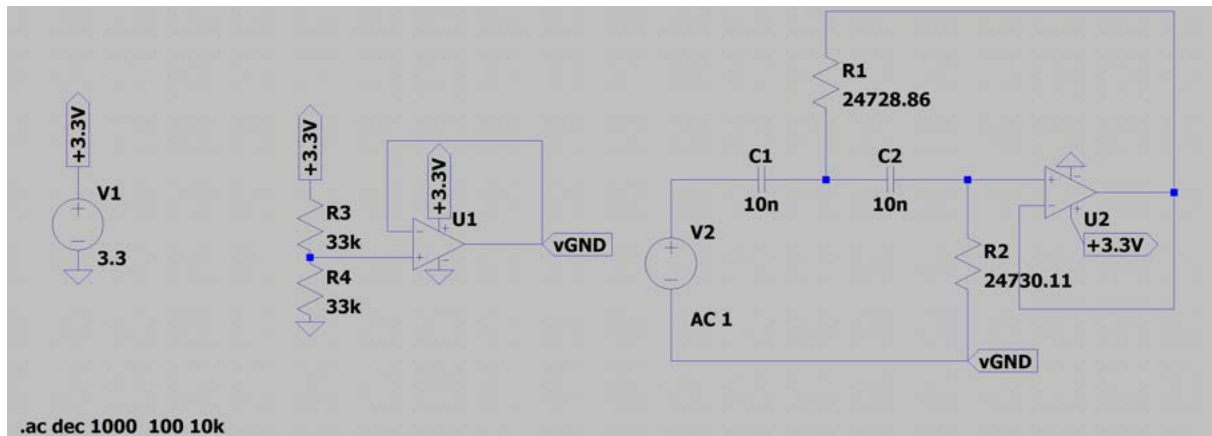 +3.3V
V1
3.3
+3.3V
R3
33k
R4
33k
+3.3V
U1
vGND
R1
24728.86
C1
10n
C2
10n
V2
AC 1
R2
24730.11
U2
+3.3V
vGND
.ac dec 1000 100 10k